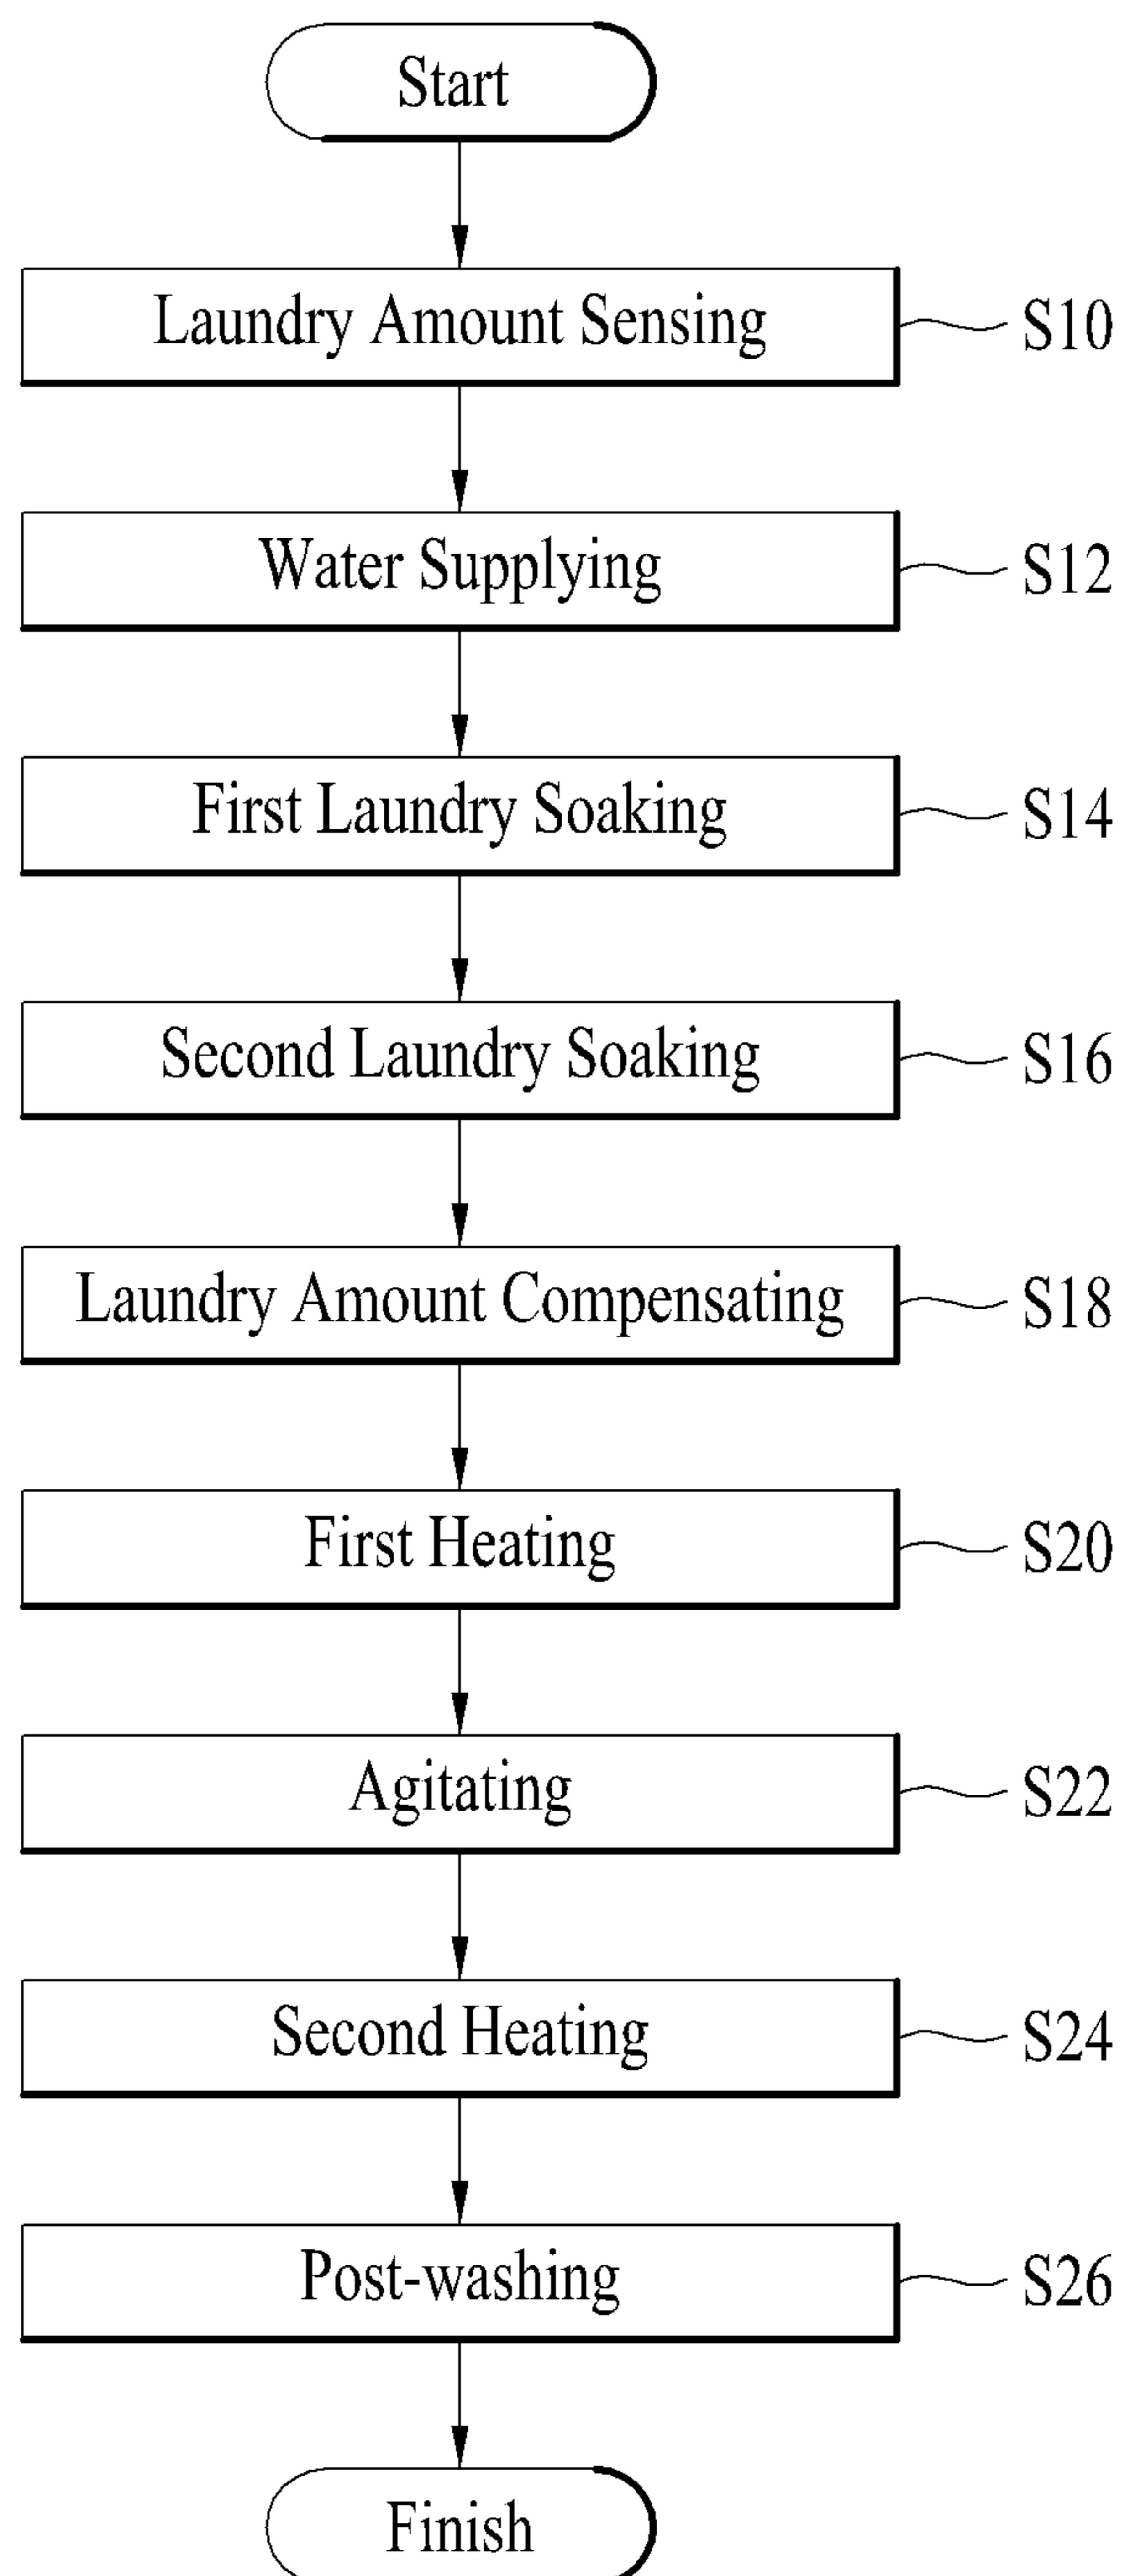 Start
Laundry Amount Sensing S10
Water Supplying S12
First Laundry Soaking S14
Second Laundry Soaking S16
Laundry Amount Compensating S18
First Heating S20
Agitating S22
Second Heating S24
Post-washing S26
Finish